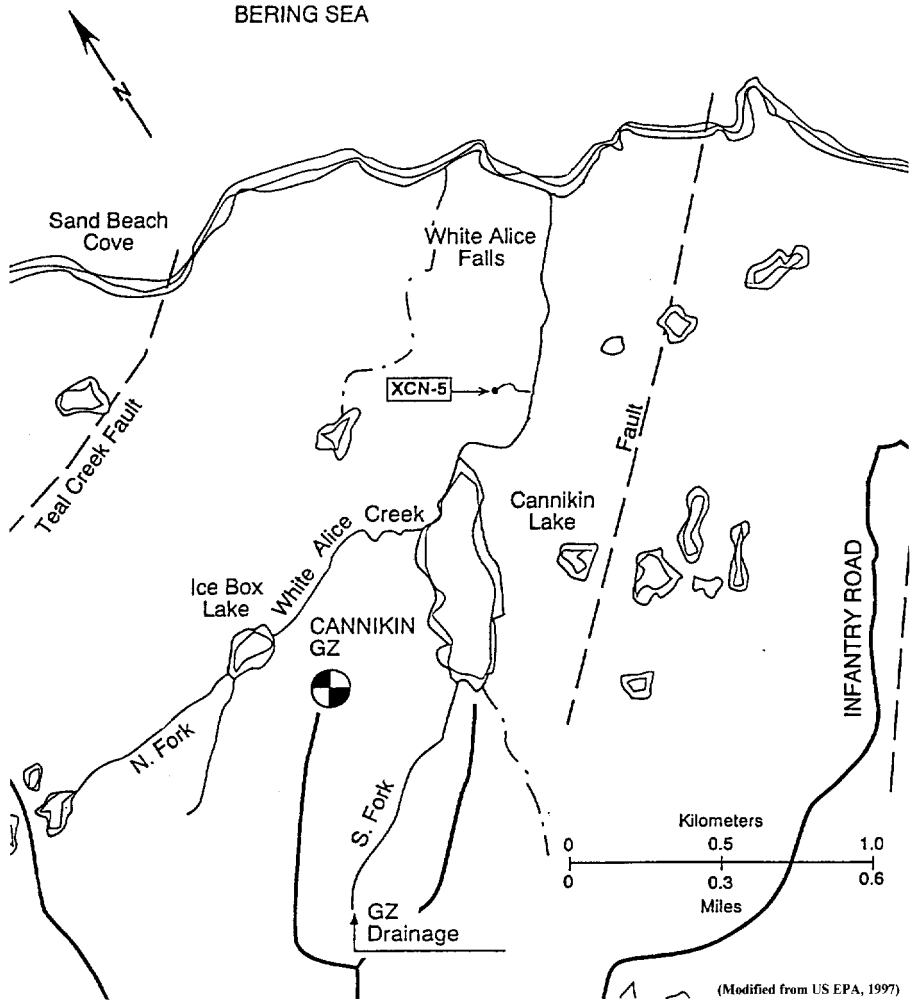 BERING SEA
N
Sand Beach
Cove
White Alice
Falls
XCN-5
Fault
Teal Creek Fault
Cannikin
Lake
White Alice Creek
Ice Box
Lake
CANNIKIN
GZ
INFANTRY ROAD
N. Fork
S. Fork
Kilometers
0 0.5 1.0
0 0.3 0.6
Miles
GZ
Drainage
(Modified from US EPA, 1997)